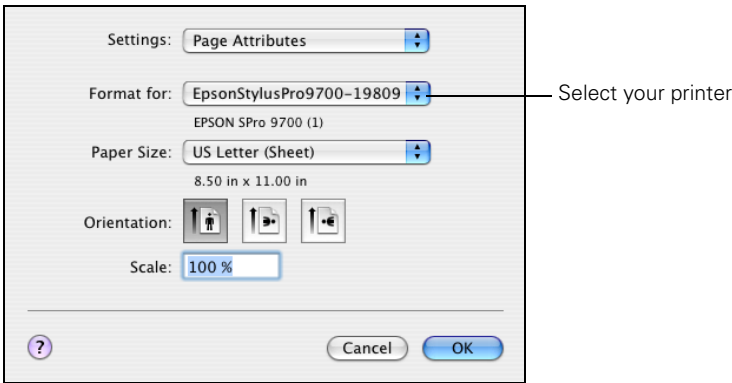 Settings: Page Attributes
Format for: EpsonStylusPro9700-19809
Select your printer
EPSON SPro 9700 (1)
Paper Size: US Letter (Sheet)
8.50 in x 11.00 in
Orientation:
Scale: 100 %
? Cancel OK